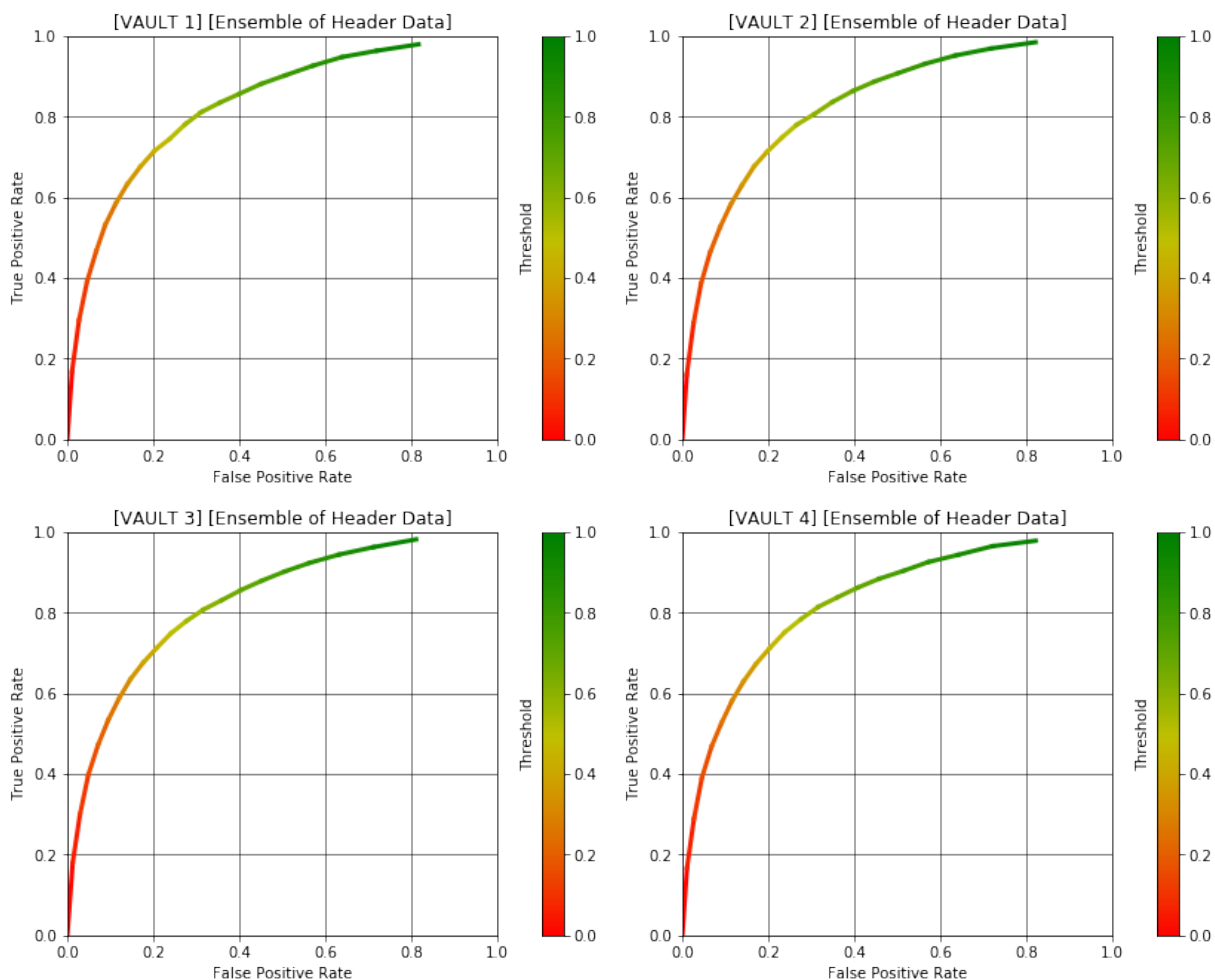 [VAULT 1] [Ensemble of Header Data]
1.0
0.8
0.6
0.4
0.2
0.0
True Positive Rate
0.0 0.2 0.4 0.6 0.8 1.0
False Positive Rate
Threshold
1.0
0.8
0.6
0.4
0.2
0.0
[VAULT 2] [Ensemble of Header Data]
1.0
0.8
0.6
0.4
0.2
0.0
True Positive Rate
0.0 0.2 0.4 0.6 0.8 1.0
False Positive Rate
Threshold
1.0
0.8
0.6
0.4
0.2
0.0
[VAULT 3] [Ensemble of Header Data]
1.0
0.8
0.6
0.4
0.2
0.0
True Positive Rate
0.0 0.2 0.4 0.6 0.8 1.0
False Positive Rate
Threshold
1.0
0.8
0.6
0.4
0.2
0.0
[VAULT 4] [Ensemble of Header Data]
1.0
0.8
0.6
0.4
0.2
0.0
True Positive Rate
0.0 0.2 0.4 0.6 0.8 1.0
False Positive Rate
Threshold
1.0
0.8
0.6
0.4
0.2
0.0